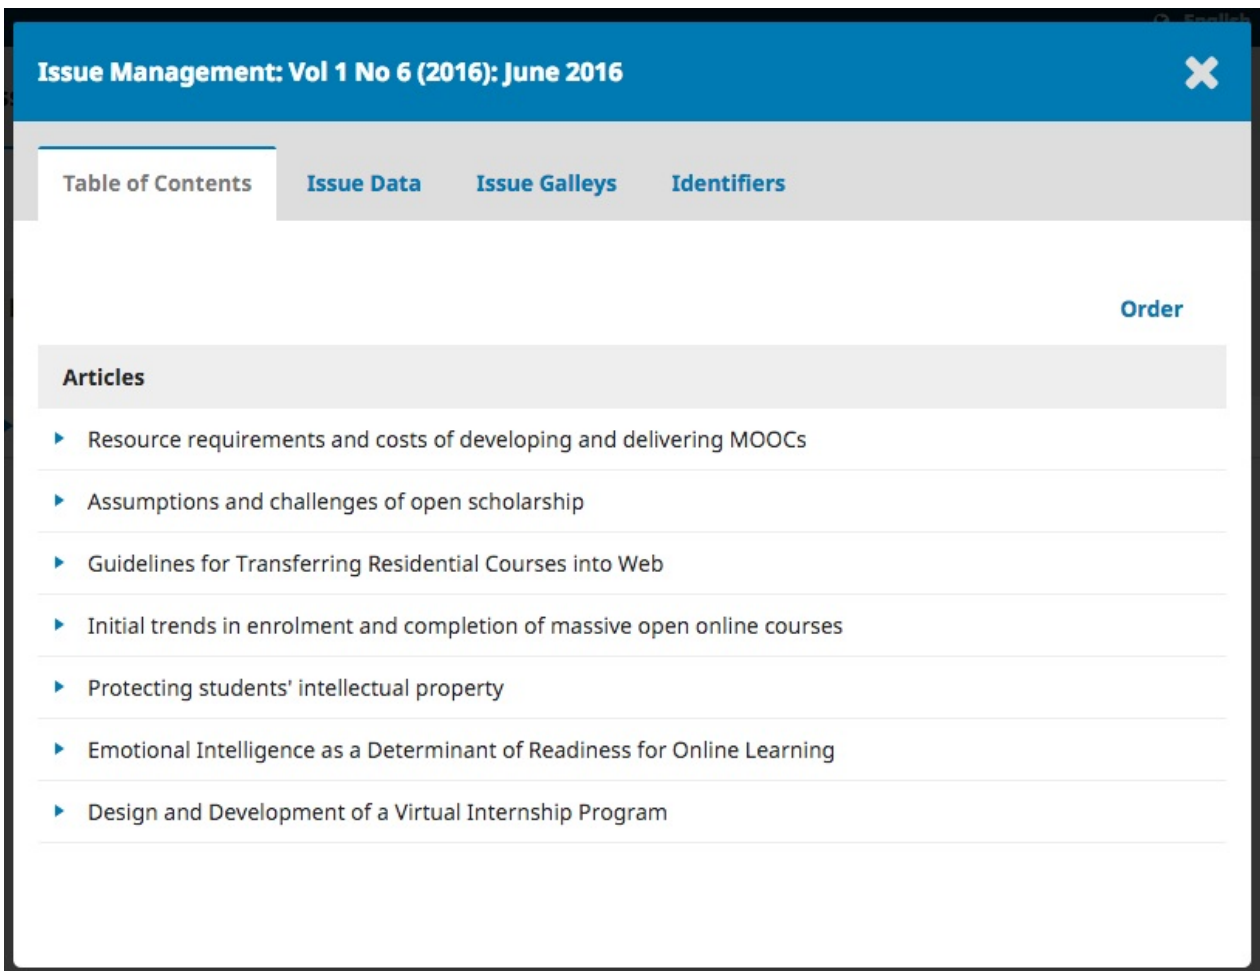 English
Issue Management: Vol 1 No 6 (2016): June 2016
Table of Contents Issue Data Issue Galleys Identifiers
Order
Articles
Resource requirements and costs of developing and delivering MOOCs
Assumptions and challenges of open scholarship
Guidelines for Transferring Residential Courses into Web
Initial trends in enrolment and completion of massive open online courses
Protecting students' intellectual property
Emotional Intelligence as a Determinant of Readiness for Online Learning
Design and Development of a Virtual Internship Program